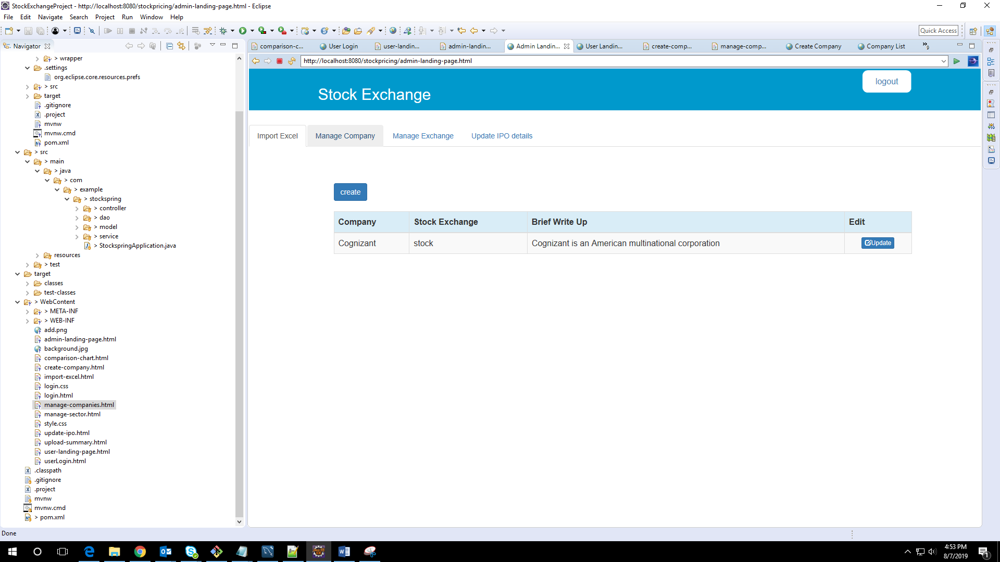 StockExchangeProject - http://localhost:8080/stockpricing/admin-landing-page.html - Eclipse
File Edit Navigate Search Project Run Window Help
Quick Access
Navigator
> wrapper
.settings
org.eclipse.core.resources.prefs
> src
target
.gitignore
.project
mvnw
mvnw.cmd
pom.xml
> src
> main
> java
> com
> example
> stockspring
> controller
> dao
> model
> service
> StockspringApplication.java
resources
> test
target
classes
test-classes
> WebContent
> META-INF
> WEB-INF
add.png
admin-landing-page.html
background.jpg
comparison-chart.html
create-company.html
import-excel.html
login.css
login.html
manage-companies.html
manage-sector.html
style.css
update-ipo.html
upload-summary.html
user-landing-page.html
userLogin.html
.classpath
.gitignore
.project
mvnw
mvnw.cmd
> pom.xml
comparison-c... User Login user-landin... admin-landin... Admin Landin... User Landin... create-comp... manage-comp... Create Company Company List »9
http://localhost:8080/stockpricing/admin-landing-page.html
logout
Stock Exchange
Import Excel Manage Company Manage Exchange Update IPO details
create
Company Stock Exchange Brief Write Up Edit
Cognizant stock Cognizant is an American multinational corporation Update
Done
4:53 PM
8/7/2019
1